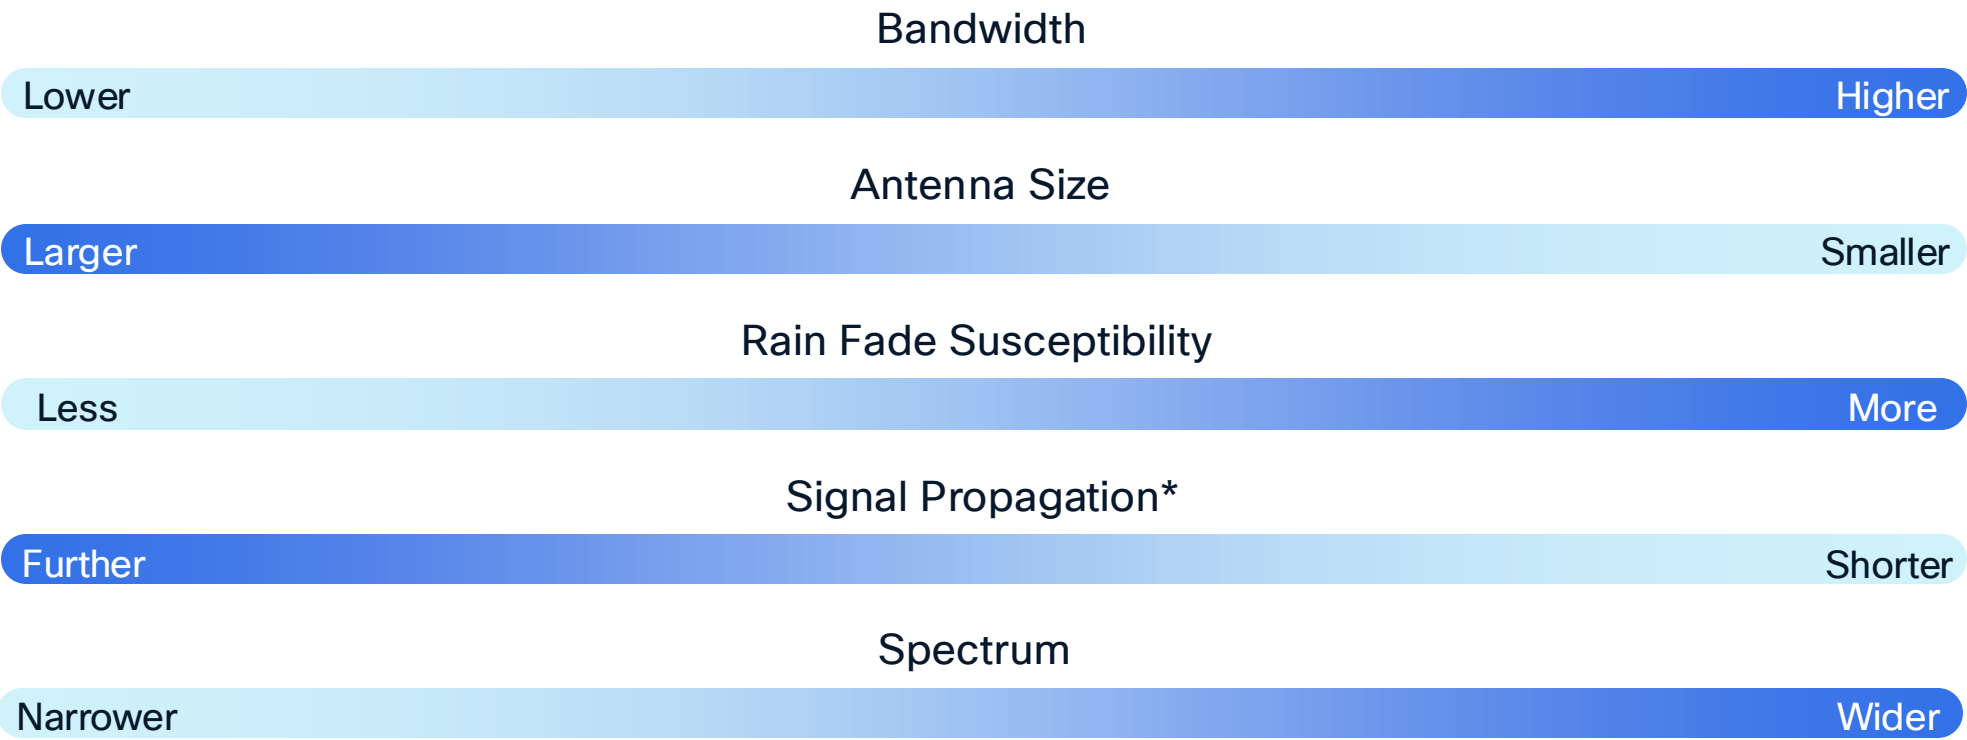 Bandwidth
Lower Higher
Antenna Size
Larger Smaller
Rain Fade Susceptibility
Less More
Signal Propagation*
Further Shorter
Spectrum
Narrower Wider